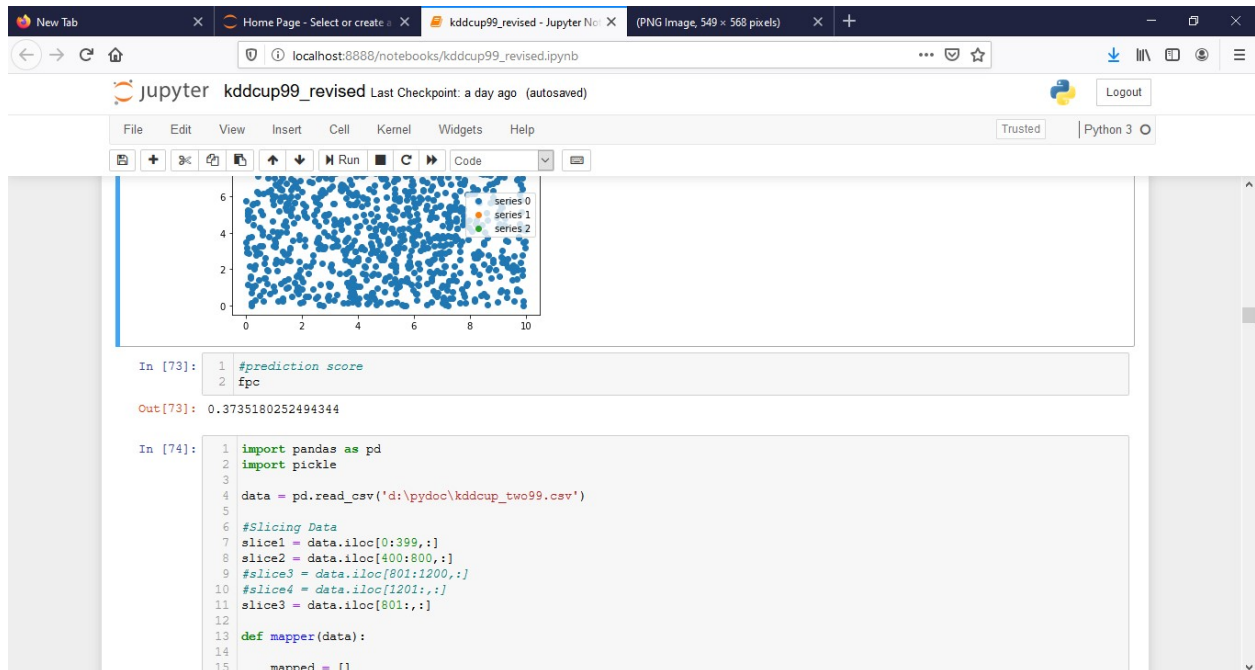 New Tab
Home Page - Select or create a
kddcup99_revised - Jupyter Not
(PNG Image, 549 × 568 pixels)
localhost:8888/notebooks/kddcup99_revised.ipynb
jupyter kddcup99_revised Last Checkpoint: a day ago (autosaved)
Logout
File Edit View Insert Cell Kernel Widgets Help
Trusted
Python 3
Run
Code
6
4
2
0
0 2 4 6 8 10
series 0
series 1
series 2
In [73]:
1 #prediction score
2 fpc
Out[73]: 0.3735180252494344
In [74]:
1 import pandas as pd
2 import pickle
3
4 data = pd.read_csv('d:\pydoc\kddcup_two99.csv')
5
6 #Slicing Data
7 slice1 = data.iloc[0:399,:]
8 slice2 = data.iloc[400:800,:]
9 #slice3 = data.iloc[801:1200,:]
10 #slice4 = data.iloc[1201:,:]
11 slice3 = data.iloc[801:,:]
12
13 def mapper(data):
14
15 mapped = []